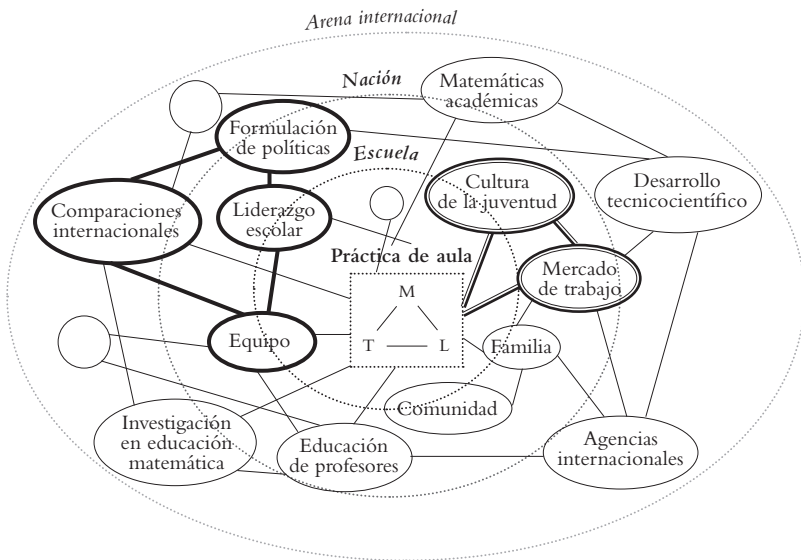 Arena internacional
Nación
Matemáticas
académicas
Formulación
de políticas
Escuela
Cultura
de la juventud
Desarrollo
tecnicocientífico
Comparaciones
internacionales
Liderazgo
escolar
Práctica de aula
Mercado
de trabajo
M
T
L
Equipo
Familia
Comunidad
Investigación
en educación
matemática
Educación
de profesores
Agencias
internacionales